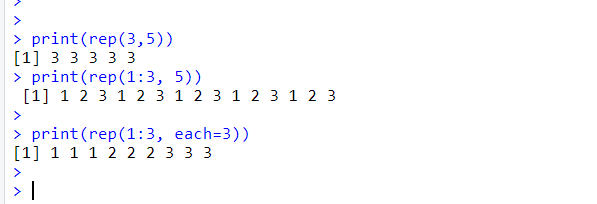 >
>
> print(rep(3,5))
[1] 3 3 3 3 3
> print(rep(1:3, 5))
 [1] 1 2 3 1 2 3 1 2 3 1 2 3 1 2 3
>
> print(rep(1:3, each=3))
[1] 1 1 1 2 2 2 3 3 3
>
>